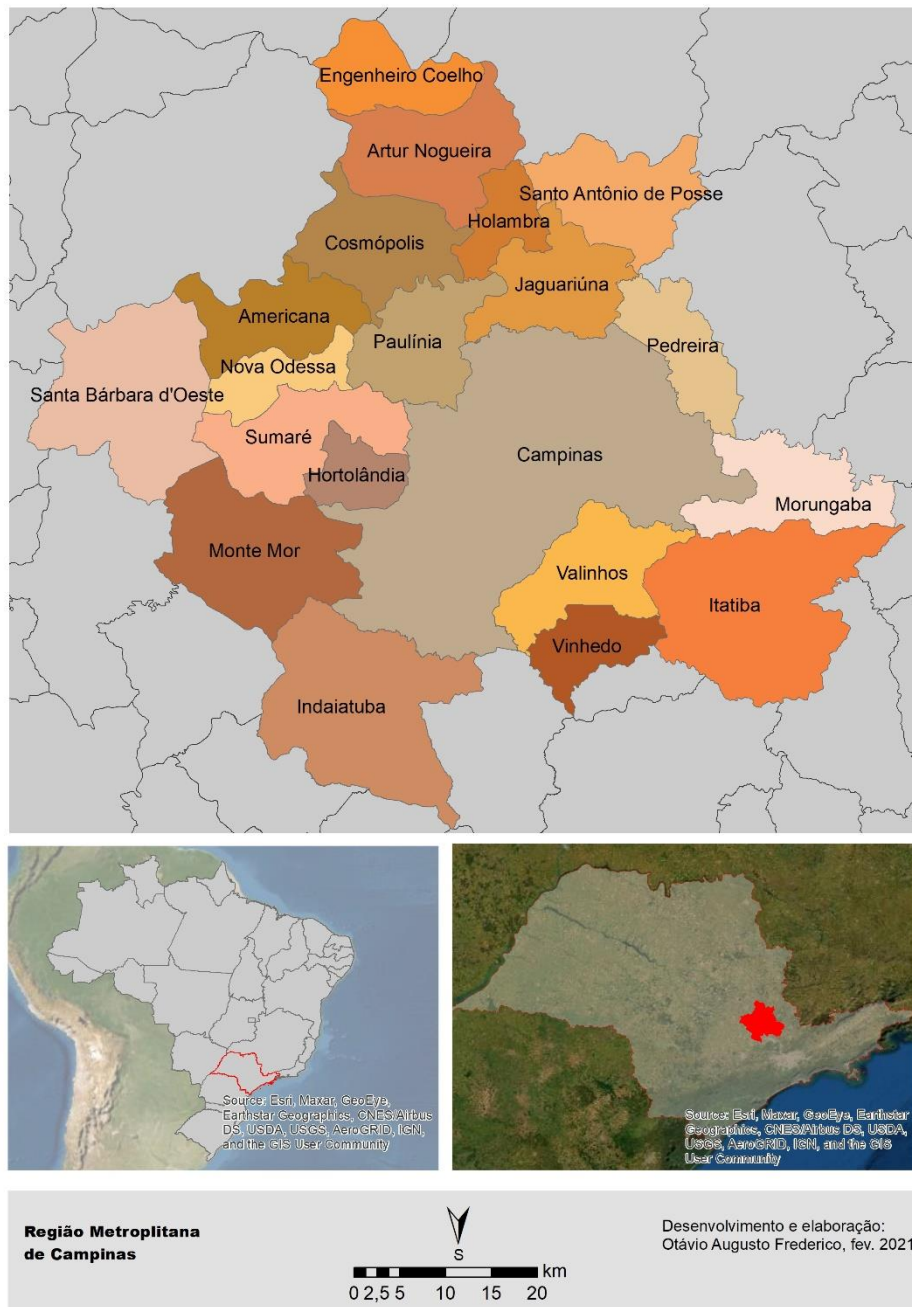 Engenheiro Coelho
Artur Nogueira
Santo Antônio de Posse
Holambra
Cosmópolis
Jaguariúna
Americana
Paulínia
Pedreira
Nova Odessa
Santa Bárbara d'Oeste
Sumaré
Campinas
Hortolândia
Morungaba
Monte Mor
Valinhos
Itatiba
Vinhedo
Indaiatuba
Source: Esri, Maxar, GeoEye,
Earthstar Geographics, CNES/Airbus
DS, USDA, USGS, AeroGRID, IGN,
and the GIS User Community
Source: Esri, Maxar, GeoEye, Earthstar
Geographics, CNES/Airbus DS, USDA,
USGS, AeroGRID, IGN, and the GIS
User Community
Região Metroplitana
de Campinas
S
km
0 2,5 5 10 15 20
Desenvolvimento e elaboração:
Otávio Augusto Frederico, fev. 2021